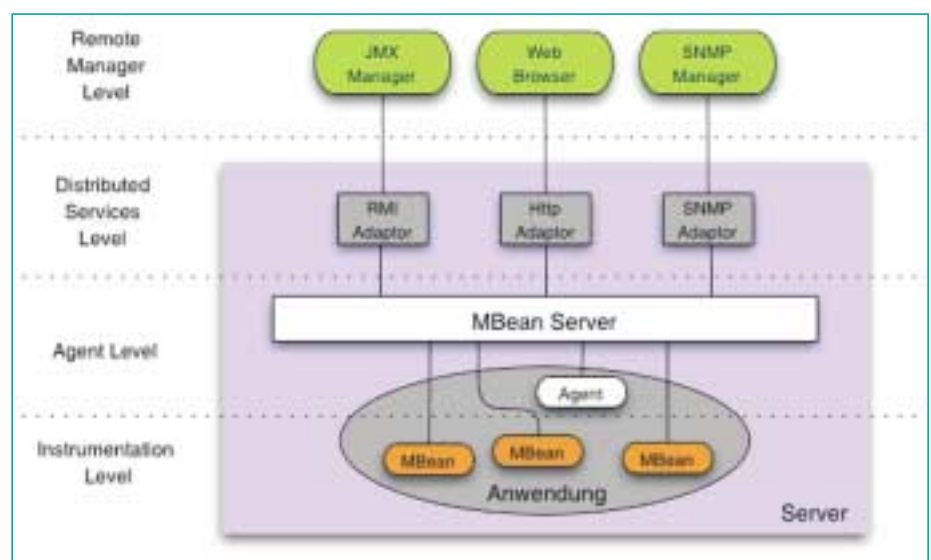 Remote
Manager
Level
JMX
Manager
Web
Browser
SNMP
Manager
Distributed
Services
Level
RMI
Adaptor
Http
Adaptor
SNMP
Adaptor
MBean Server
Agent Level
Agent
Instrumentation
Level
MBean
MBean
MBean
Anwendung
Server